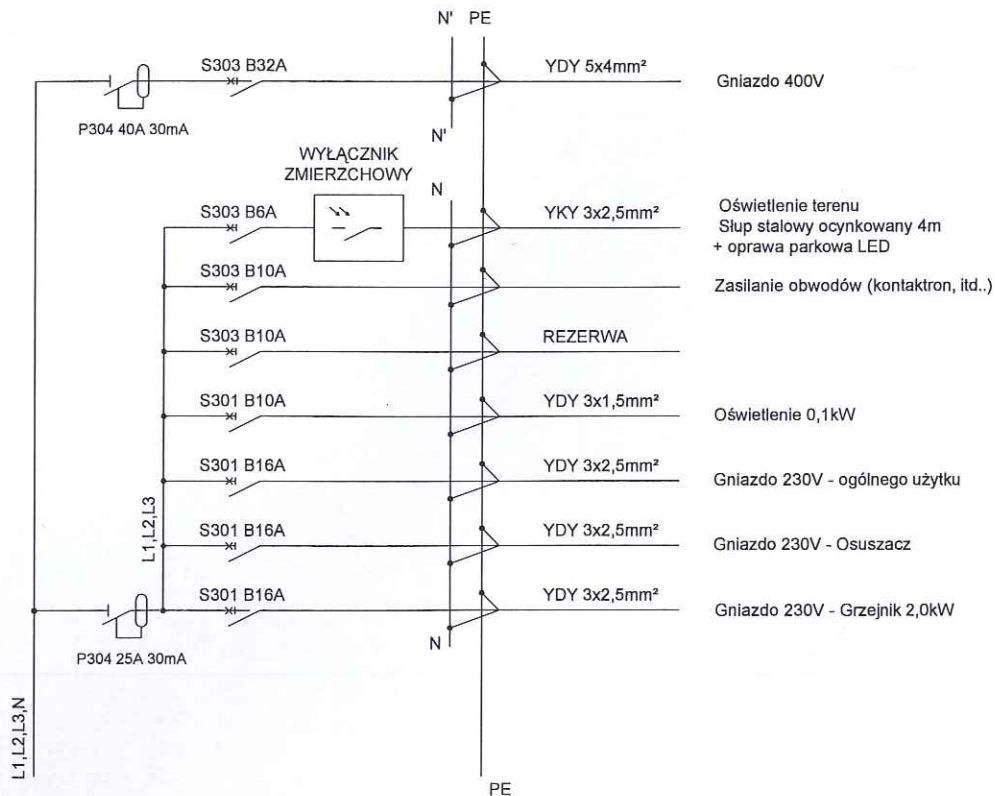 N' PE
S303 B32A
YDY 5x4mm²
Gniazdo 400V
P304 40A 30mA
N'
WYŁĄCZNIK
ZMIERZCHOWY
N
S303 B6A
YKY 3x2,5mm²
Oświetlenie terenu
Słup stalowy ocynkowany 4m
+ oprawa parkowa LED
S303 B10A
Zasilanie obwodów (kontaktron, itd..)
S303 B10A
REZERWA
S301 B10A
YDY 3x1,5mm²
Oświetlenie 0,1kW
S301 B16A
YDY 3x2,5mm²
Gniazdo 230V - ogólnego użytku
L1,L2,L3
S301 B16A
YDY 3x2,5mm²
Gniazdo 230V - Osuszacz
S301 B16A
YDY 3x2,5mm²
Gniazdo 230V - Grzejnik 2,0kW
N
P304 25A 30mA
L1,L2,L3,N
PE